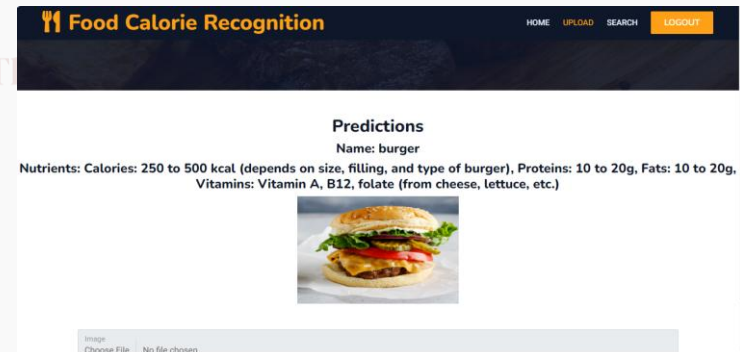 Food Calorie Recognition
HOME UPLOAD SEARCH LOGOUT
Predictions
Name: burger
Nutrients: Calories: 250 to 500 kcal (depends on size, filling, and type of burger), Proteins: 10 to 20g, Fats: 10 to 20g,
Vitamins: Vitamin A, B12, folate (from cheese, lettuce, etc.)
Image
Choose File No file chosen